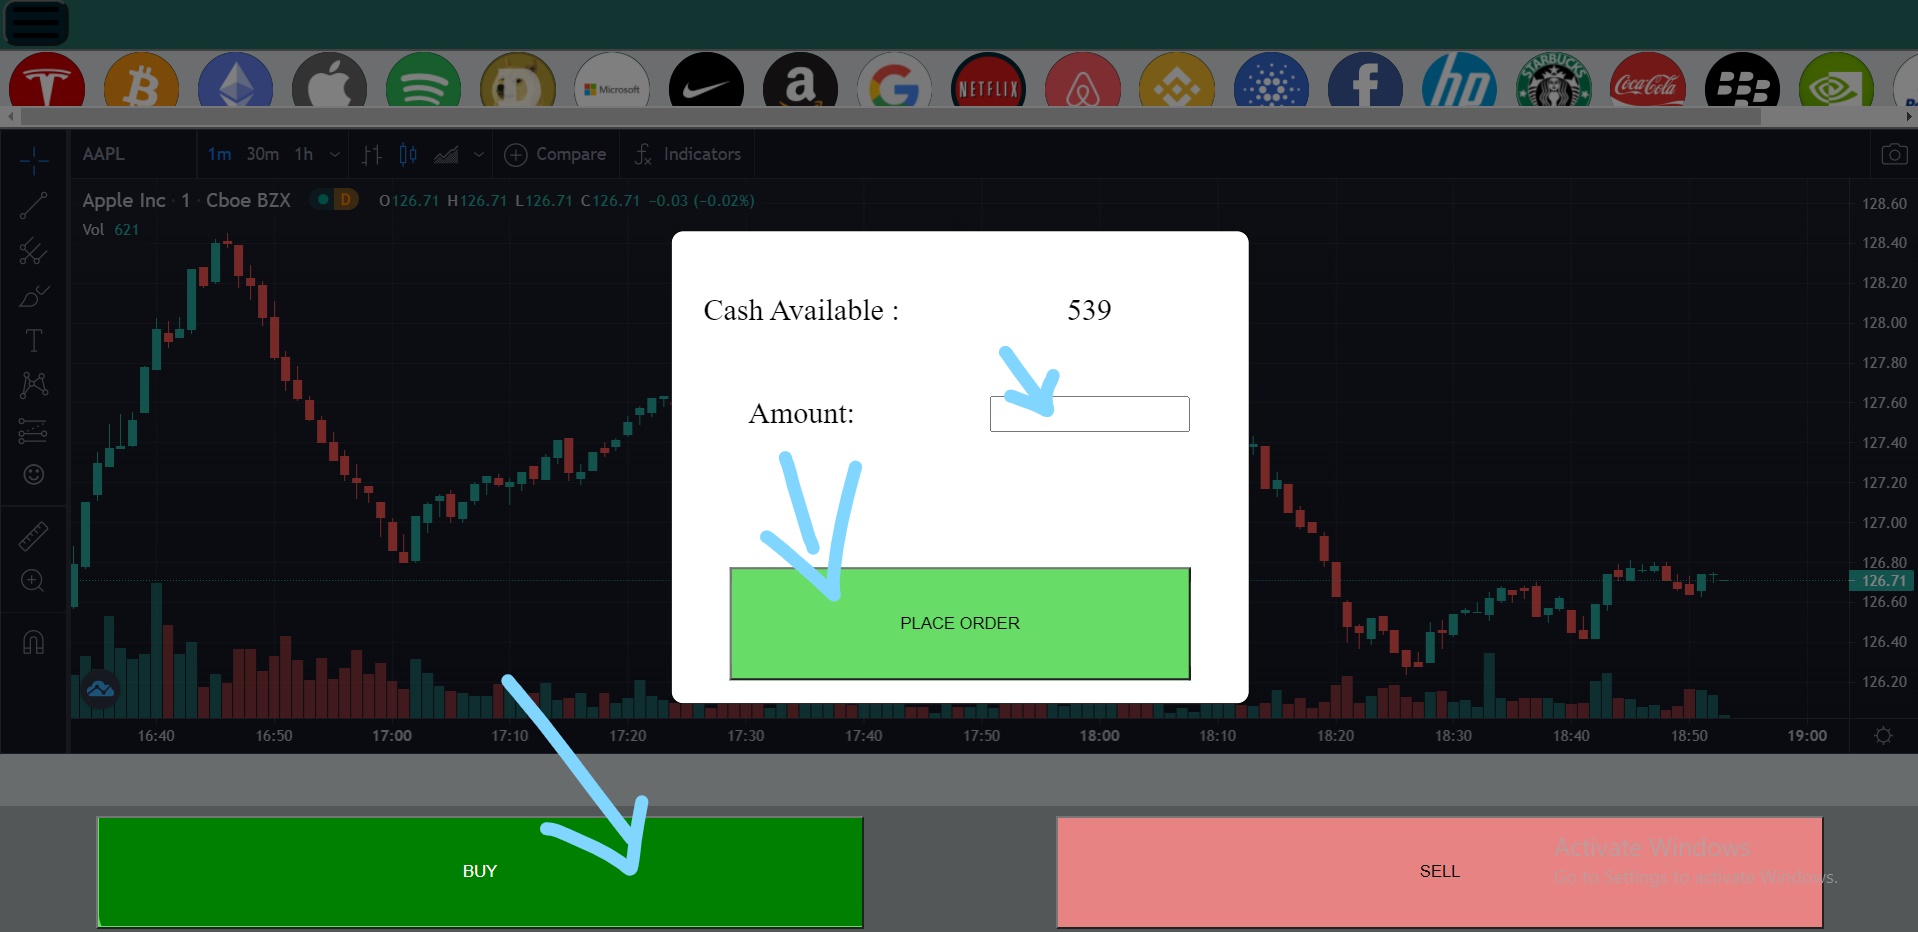 T
Microsoft
a
G
NETFLIX
f
hp
STARBUCKS
Coca-Cola
AAPL
1m 30m 1h
Compare
fx Indicators
Apple Inc · 1 · Cboe BZX
D
O126.71 H126.71 L126.71 C126.71 −0.03 (−0.02%)
Vol 621
128.60
128.40
128.20
128.00
127.80
127.60
127.40
127.20
127.00
126.80
126.71
126.60
126.40
126.20
Cash Available :
539
Amount:
PLACE ORDER
16:40 16:50 17:00 17:10 17:20 17:30 17:40 17:50 18:00 18:10 18:20 18:30 18:40 18:50 19:00
BUY
SELL
Activate Windows
Go to Settings to activate Windows.